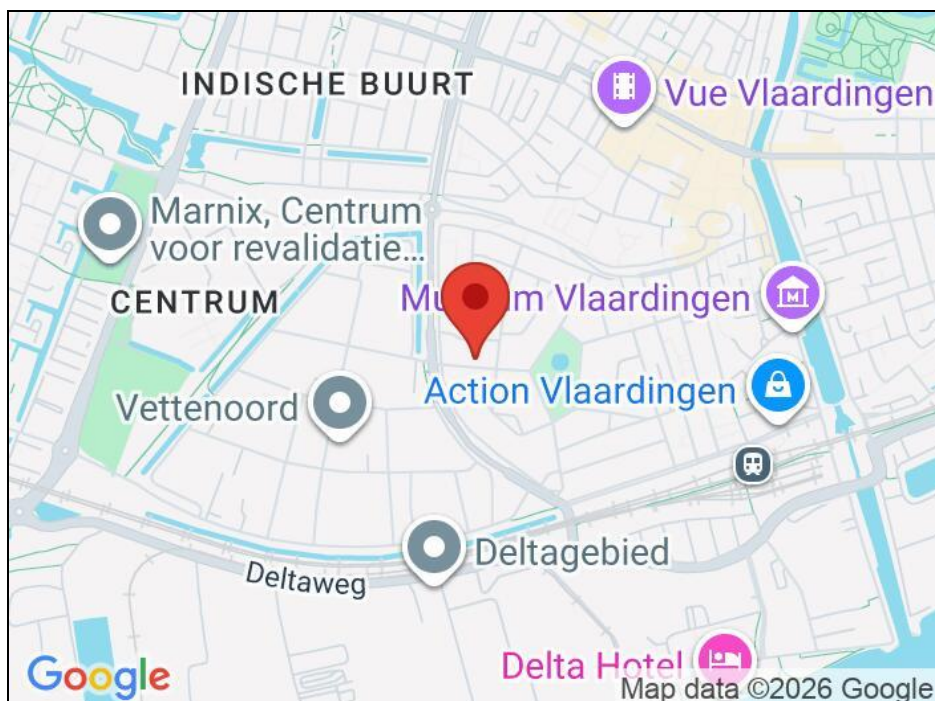 INDISCHE BUURT
Vue Vlaardingen
Marnix, Centrum
voor revalidatie...
CENTRUM
Museum Vlaardingen
Action Vlaardingen
Vettenoord
Deltagebied
Deltaweg
Delta Hotel
Google
Map data ©2026 Google